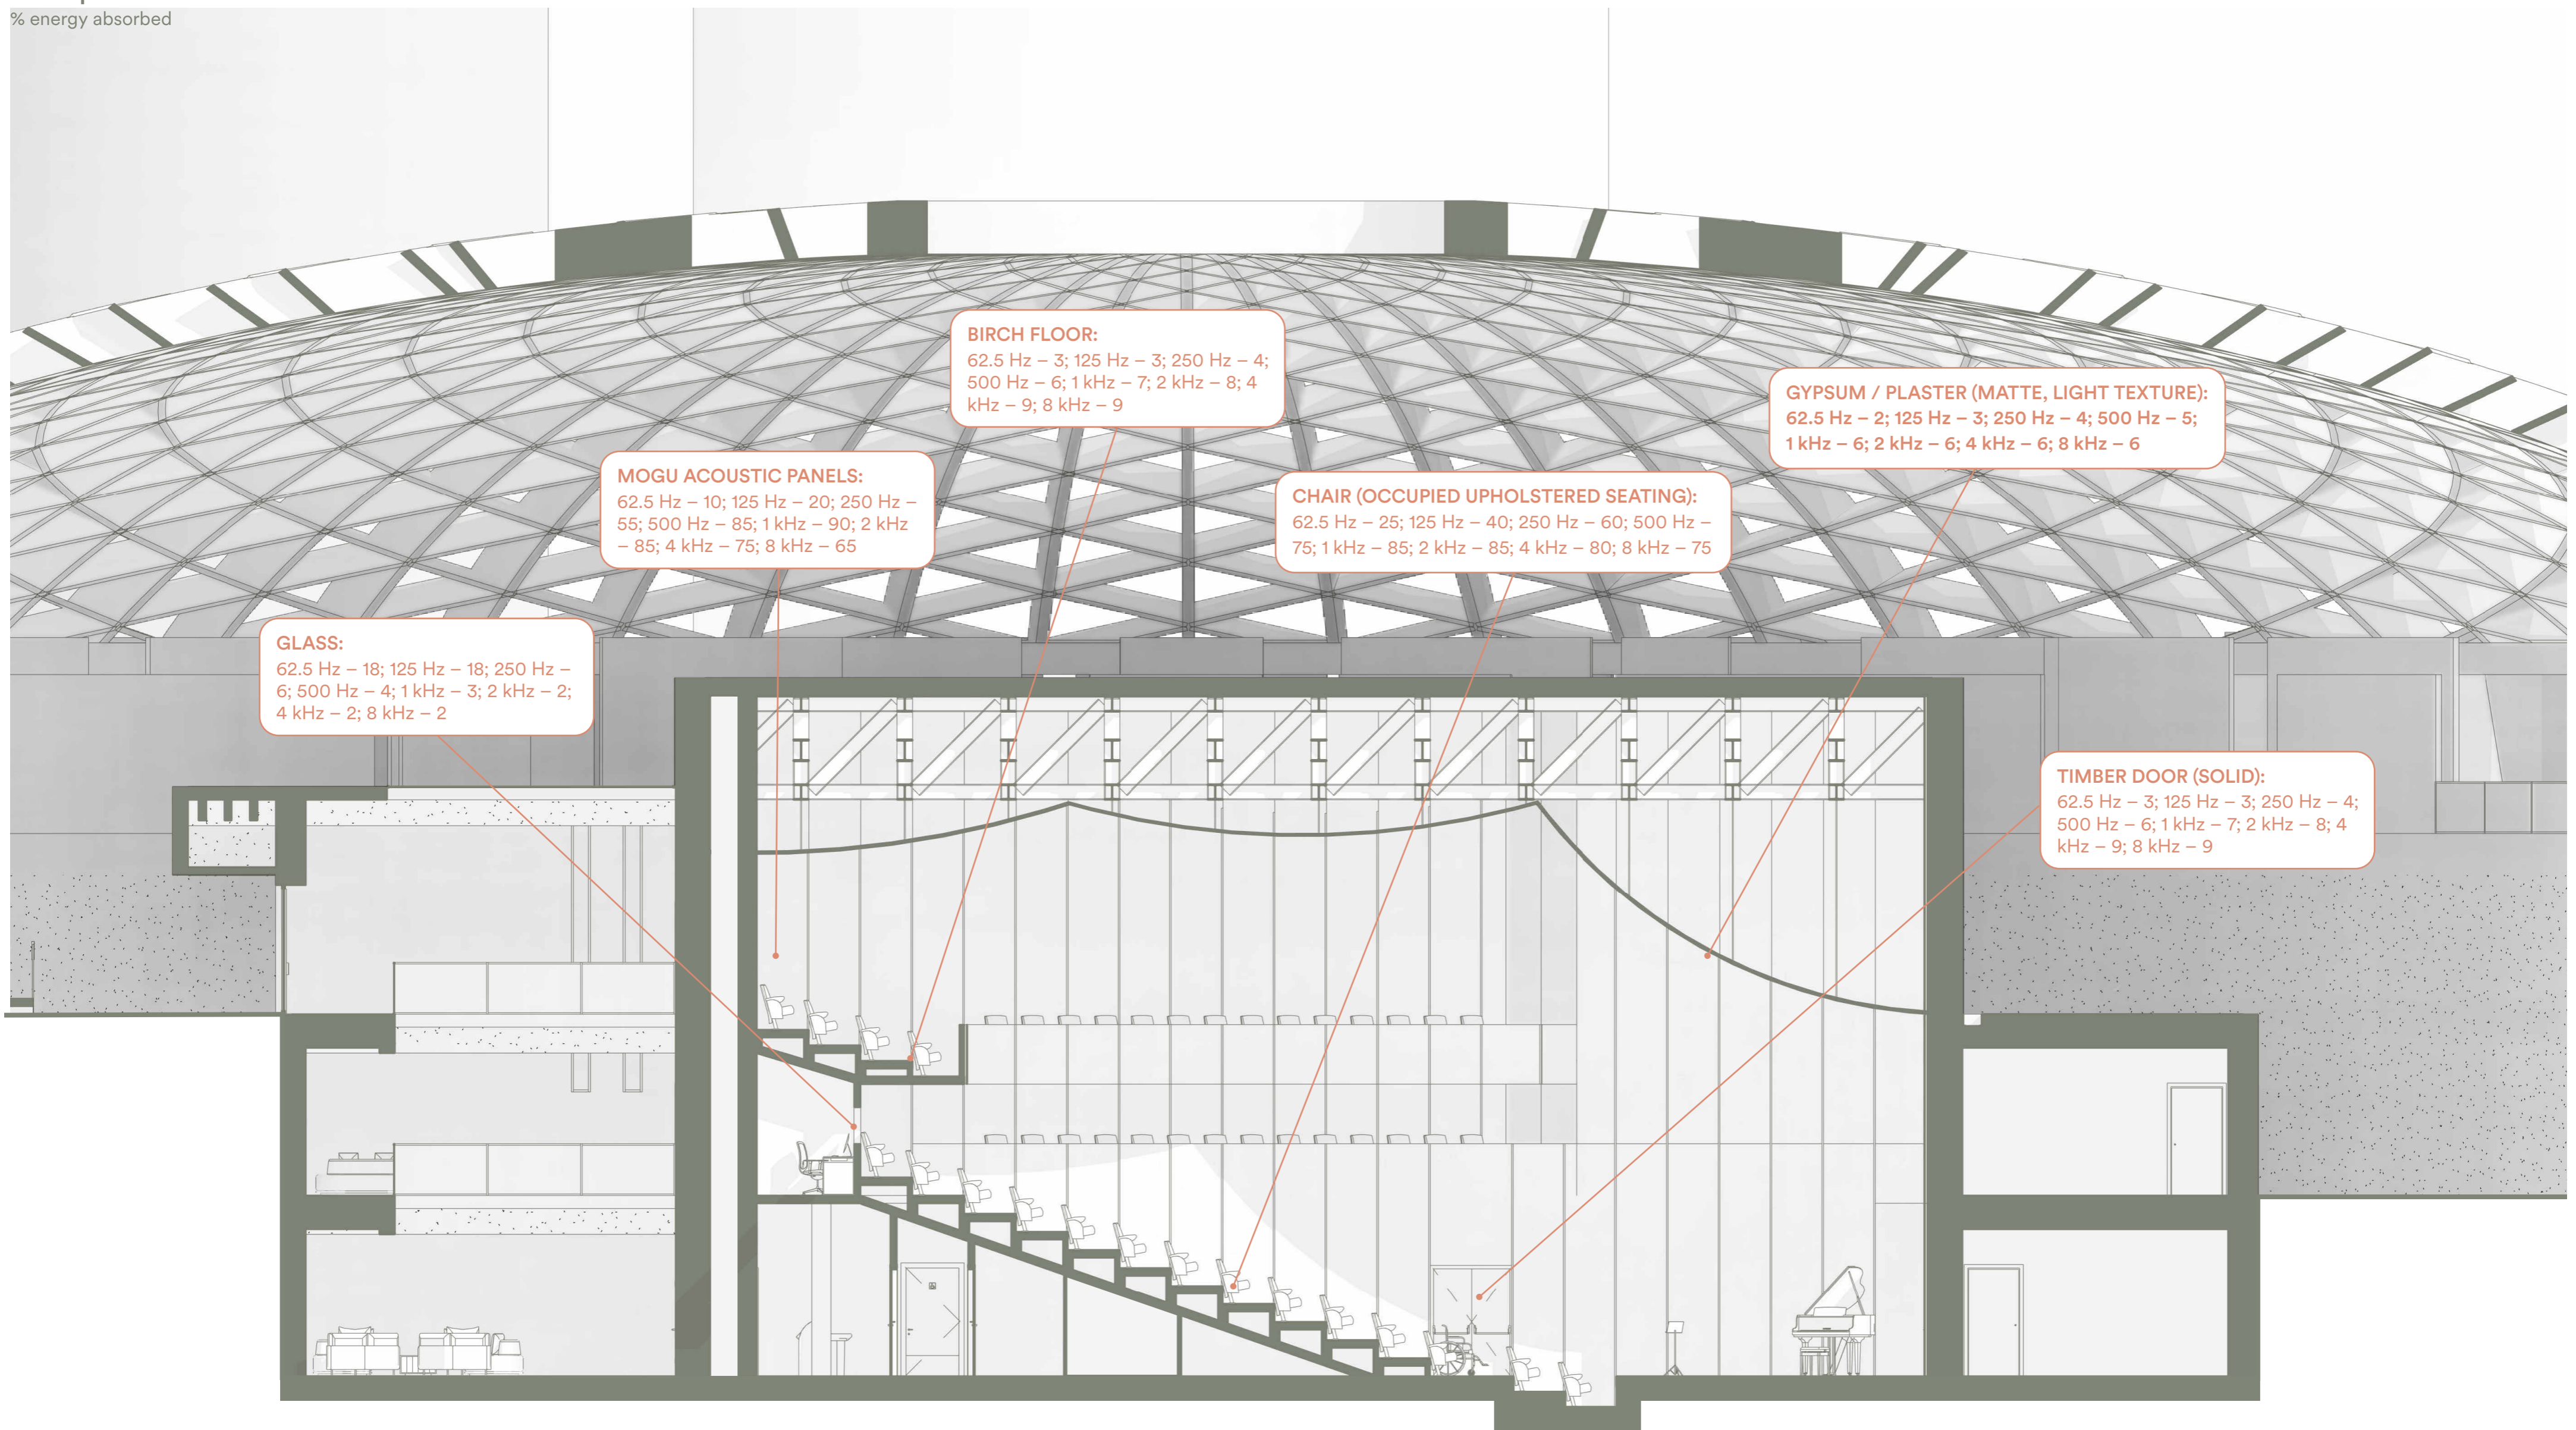 % energy absorbed
BIRCH FLOOR:
62.5 Hz – 3; 125 Hz – 3; 250 Hz – 4;
500 Hz – 6; 1 kHz – 7; 2 kHz – 8; 4
kHz – 9; 8 kHz – 9
GYPSUM / PLASTER (MATTE, LIGHT TEXTURE):
62.5 Hz – 2; 125 Hz – 3; 250 Hz – 4; 500 Hz – 5;
1 kHz – 6; 2 kHz – 6; 4 kHz – 6; 8 kHz – 6
MOGU ACOUSTIC PANELS:
62.5 Hz – 10; 125 Hz – 20; 250 Hz –
55; 500 Hz – 85; 1 kHz – 90; 2 kHz
– 85; 4 kHz – 75; 8 kHz – 65
CHAIR (OCCUPIED UPHOLSTERED SEATING):
62.5 Hz – 25; 125 Hz – 40; 250 Hz – 60; 500 Hz –
75; 1 kHz – 85; 2 kHz – 85; 4 kHz – 80; 8 kHz – 75
GLASS:
62.5 Hz – 18; 125 Hz – 18; 250 Hz –
6; 500 Hz – 4; 1 kHz – 3; 2 kHz – 2;
4 kHz – 2; 8 kHz – 2
TIMBER DOOR (SOLID):
62.5 Hz – 3; 125 Hz – 3; 250 Hz – 4;
500 Hz – 6; 1 kHz – 7; 2 kHz – 8; 4
kHz – 9; 8 kHz – 9